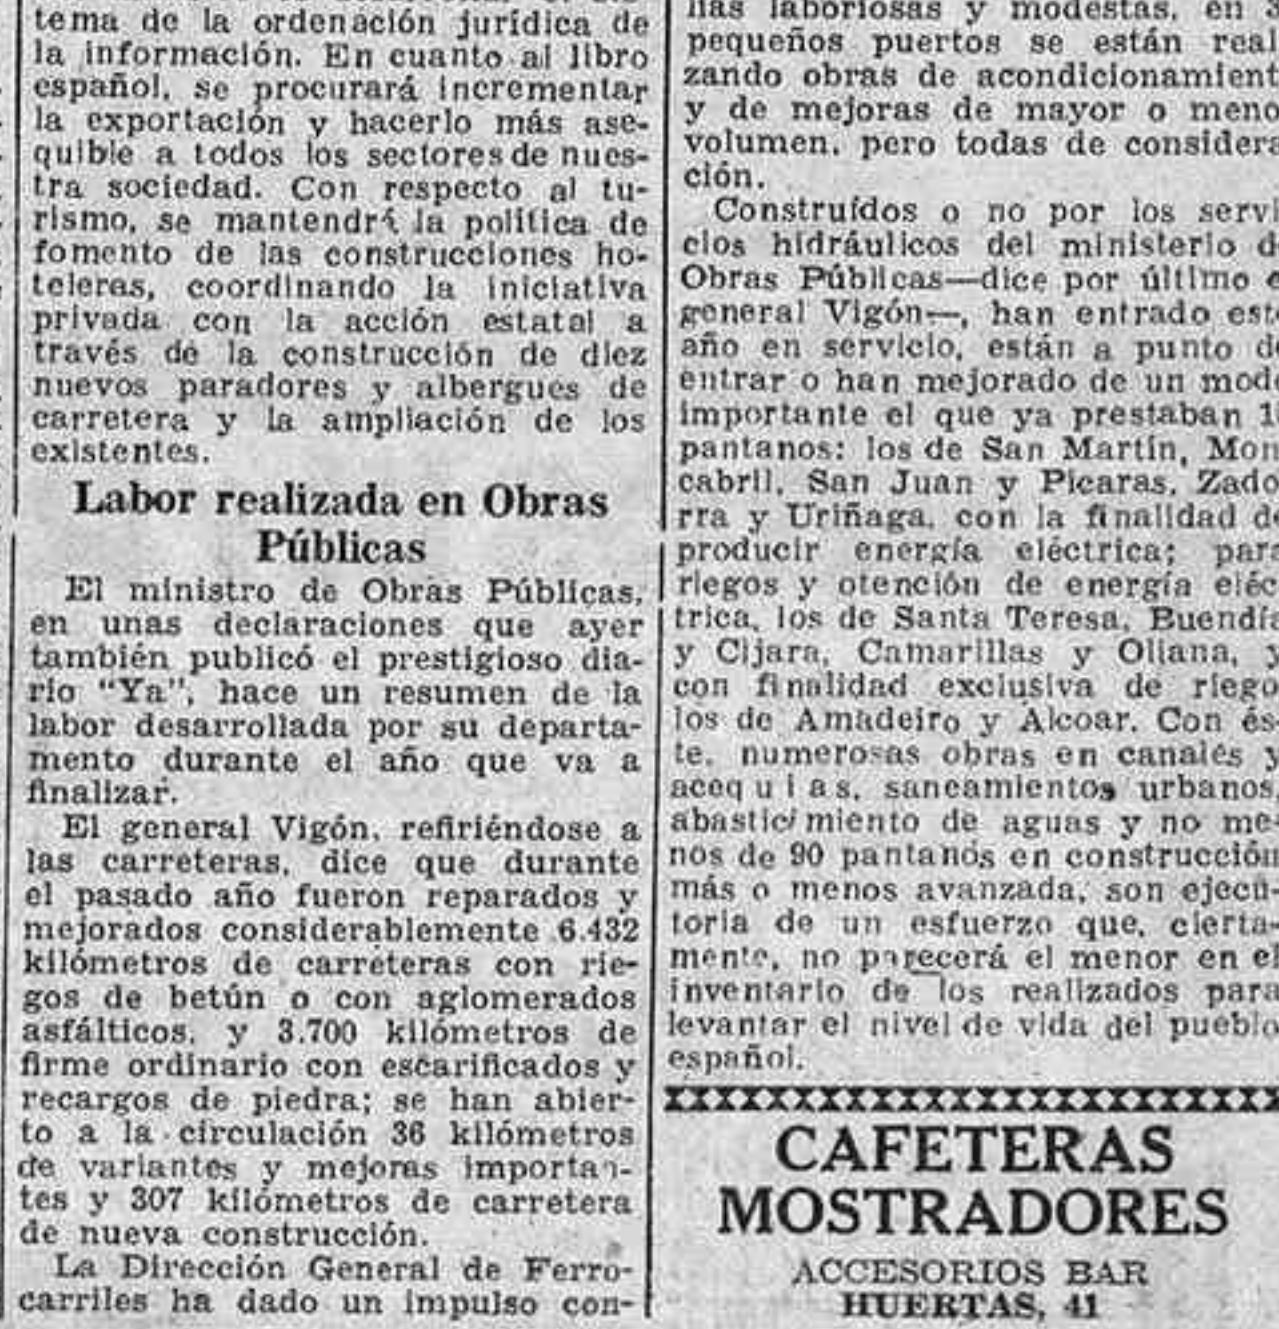 tema de la ordenación jurídica de
la información. En cuanto al libro
español, se procurará incrementar
la exportación y hacerlo más ase-
quible a todos los sectores de nues-
tra sociedad. Con respecto al tu-
rismo, se mantendrá la política de
fomento de las construcciones ho-
teleras, coordinando la iniciativa
privada con la acción estatal a
través de la construcción de diez
nuevos paradores y albergues de
carretera y la ampliación de los
existentes.
Labor realizada en Obras
Públicas
El ministro de Obras Públicas,
en unas declaraciones que ayer
también publicó el prestigioso dia-
rio "Ya", hace un resumen de la
labor desarrollada por su departa-
mento durante el año que va a
finalizar.
El general Vigón, refiriéndose a
las carreteras, dice que durante
el pasado año fueron reparados y
mejorados considerablemente 6.432
kilómetros de carreteras con rie-
gos de betún o con aglomerados
asfálticos, y 3.700 kilómetros de
firme ordinario con escarificados y
recargos de piedra; se han abier-
to a la circulación 36 kilómetros
de variantes y mejoras importan-
tes y 307 kilómetros de carretera
de nueva construcción.
La Dirección General de Ferro-
carriles ha dado un impulso con-
lias laboriosas y modestas, en 3
pequeños puertos se están reali
zando obras de acondicionamient
y de mejoras de mayor o meno
volumen, pero todas de considera
ción.
Construídos o no por los servi
cios hidráulicos del ministerio d
Obras Públicas—dice por último e
general Vigón—, han entrado este
año en servicio, están a punto de
entrar o han mejorado de un modo
importante el que ya prestaban 1
pantanos: los de San Martín, Mon
cabril, San Juan y Picaras, Zado
rra y Uriñaga, con la finalidad de
producir energía eléctrica; para
riegos y otención de energía eléc
trica, los de Santa Teresa, Buendía
y Cijara, Camarillas y Oliana, y
con finalidad exclusiva de riego
los de Amadeiro y Alcoar. Con és-
te, numerosas obras en canales y
acequias, saneamientos urbanos,
abasticimiento de aguas y no me-
nos de 90 pantanos en construcción
más o menos avanzada, son ejecu-
toria de un esfuerzo que, cierta-
mente, no parecerá el menor en el
inventario de los realizados para
levantar el nivel de vida del pueblo
español.
CAFETERAS
MOSTRADORES
ACCESORIOS BAR
HUERTAS, 41